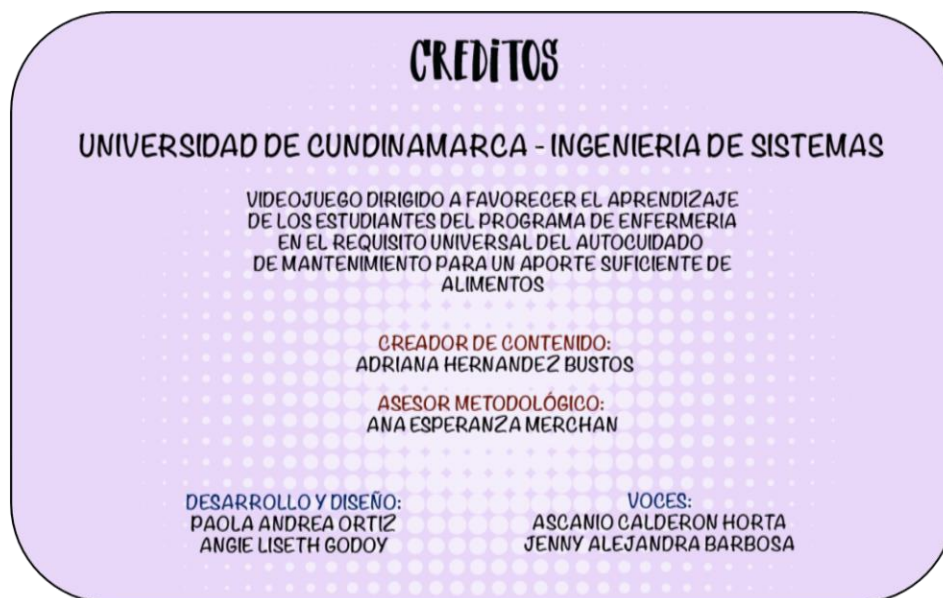 CREDITOS
UNIVERSIDAD DE CUNDINAMARCA - INGENIERIA DE SISTEMAS
VIDEOJUEGO DIRIGIDO A FAVORECER EL APRENDIZAJE
DE LOS ESTUDIANTES DEL PROGRAMA DE ENFERMERIA
EN EL REQUISITO UNIVERSAL DEL AUTOCUIDADO
DE MANTENIMIENTO PARA UN APORTE SUFICIENTE DE
ALIMENTOS
CREADOR DE CONTENIDO:
ADRIANA HERNANDEZ BUSTOS
ASESOR METODOLÓGICO:
ANA ESPERANZA MERCHAN
DESARROLLO Y DISEÑO:
PAOLA ANDREA ORTIZ
ANGIE LISETH GODOY
VOCES:
ASCANIO CALDERON HORTA
JENNY ALEJANDRA BARBOSA